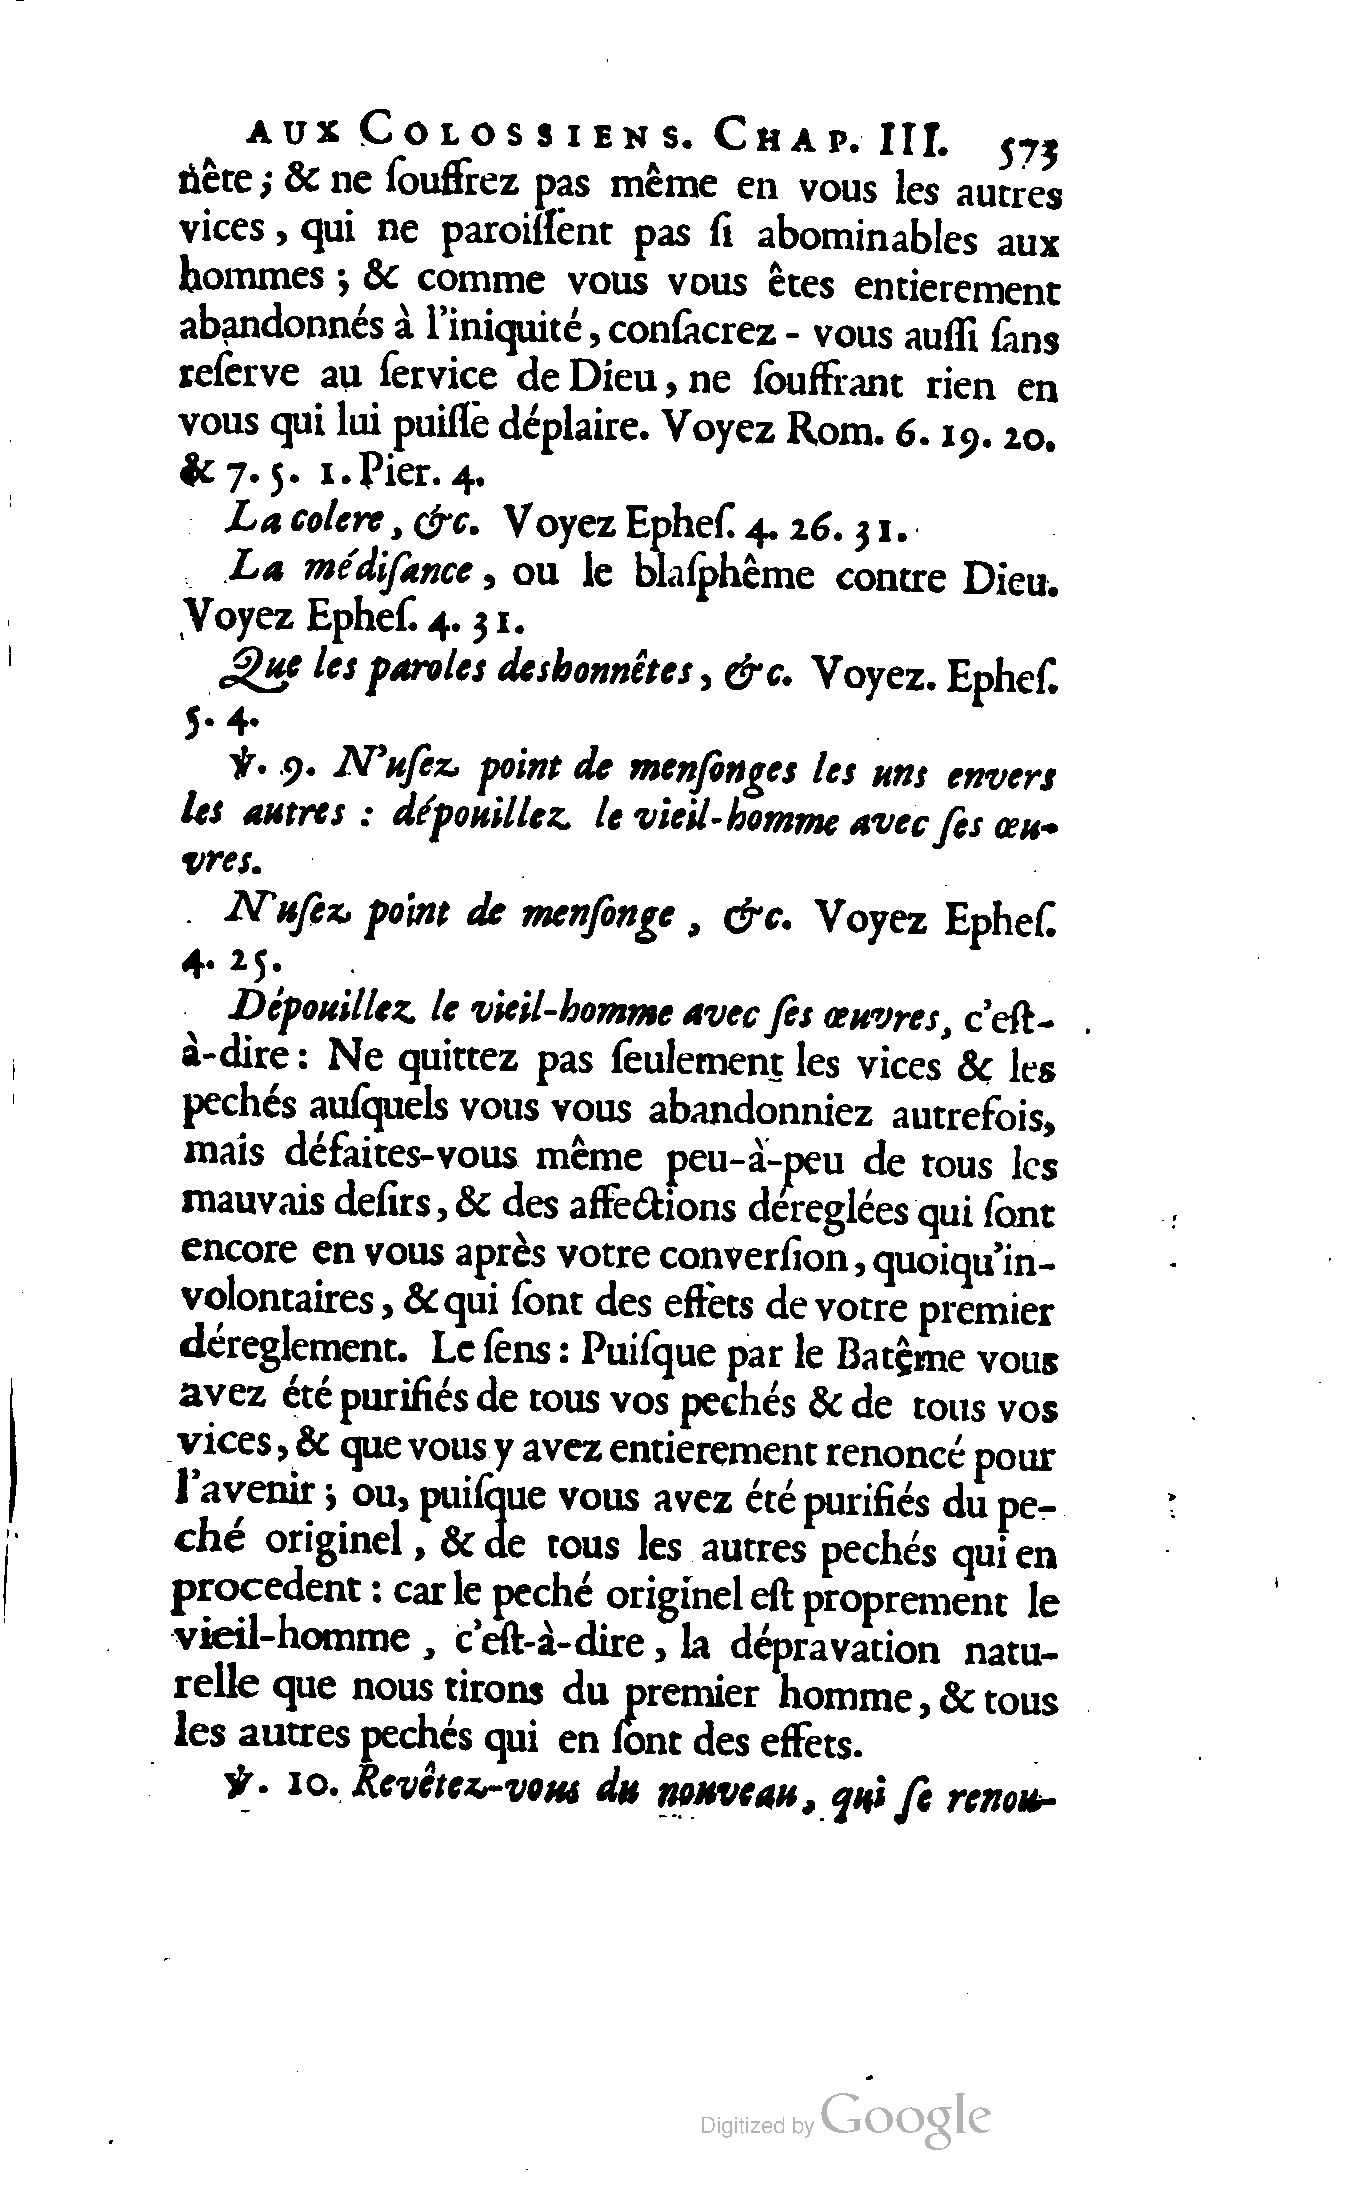 AUX COLOSSIENS. CHAP. III. 573
nête; & ne ſouffrez pas même en vous les autres
vices, qui ne paroiſſent pas ſi abominables aux
hommes; & comme vous vous êtes entierement
abandonnés à l'iniquité, conſacrez-vous auſſi ſans
reſerve au ſervice de Dieu, ne ſouffrant rien en
vous qui lui puiſſe déplaire. Voyez Rom. 6. 19. 20.
& 7. 5. 1. Pier. 4.
La colere, &c. Voyez Epheſ. 4. 26. 31.
La médiſance, ou le blaſphême contre Dieu.
Voyez Epheſ. 4. 31.
Que les paroles deshonnêtes, &c. Voyez. Epheſ.
5. 4.
℣. 9. N'uſez point de menſonges les uns envers
les autres : dépouillez le vieil-homme avec ſes œu-
vres.
N'uſez point de menſonge, &c. Voyez Epheſ.
4. 25.
Dépouillez le vieil-homme avec ſes œuvres, c'eſt-
à-dire : Ne quittez pas ſeulement les vices & les
pechés auſquels vous vous abandonniez autrefois,
mais défaites-vous même peu-à-peu de tous les
mauvais deſirs, & des affections déreglées qui ſont
encore en vous après votre converſion, quoiqu'in-
volontaires, & qui ſont des effets de votre premier
déreglement. Le ſens : Puiſque par le Batême vous
avez été purifiés de tous vos pechés & de tous vos
vices, & que vous y avez entierement renoncé pour
l'avenir; ou, puiſque vous avez été purifiés du pe-
ché originel, & de tous les autres pechés qui en
procedent : car le peché originel eſt proprement le
vieil-homme, c'eſt-à-dire, la dépravation natu-
relle que nous tirons du premier homme, & tous
les autres pechés qui en ſont des effets.
℣. 10. Revêtez-vous du nouveau, qui ſe renou-
Digitized by Google